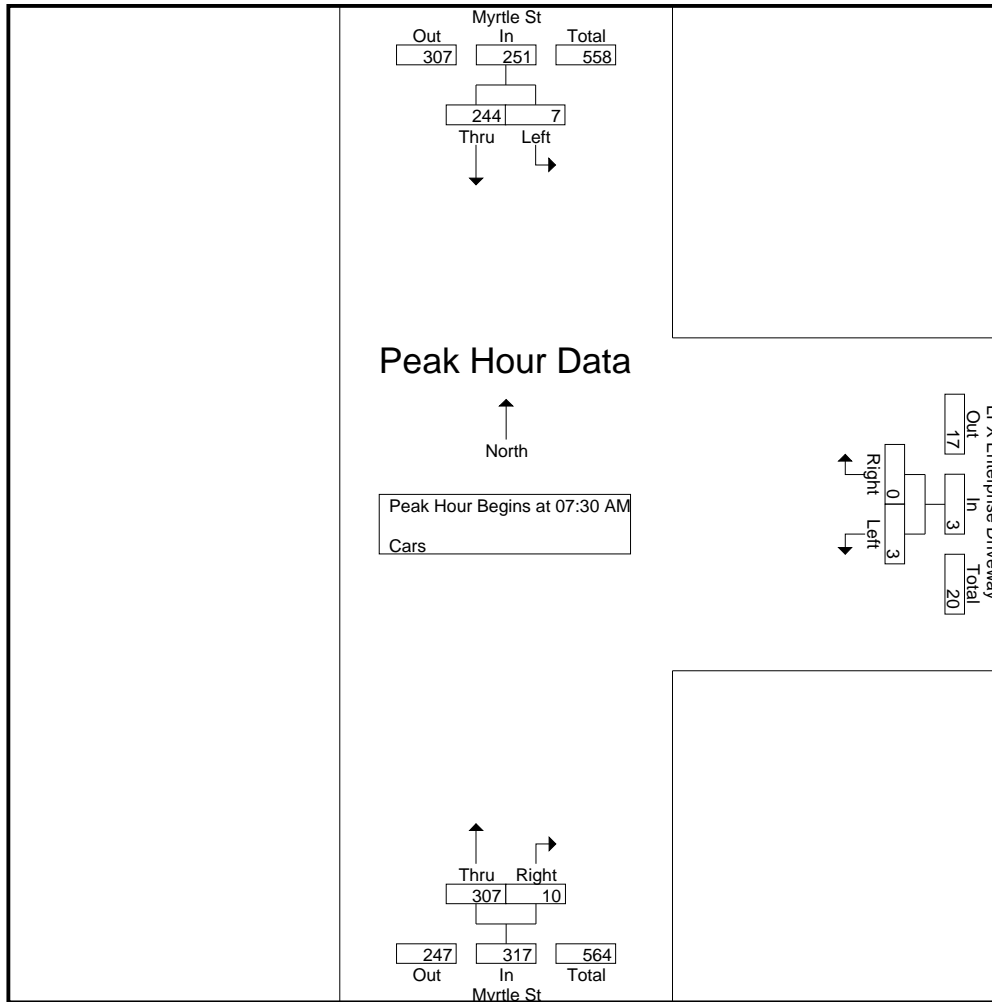 Myrtle St
Out In Total
307 251 558
244 7
Thru Left
Peak Hour Data
North
Peak Hour Begins at 07:30 AM
Cars
Enterprise Driveway
Out In Total
17 3 20
Right Left
0 3
Thru Right
307 10
247 317 564
Out In Total
Myrtle St